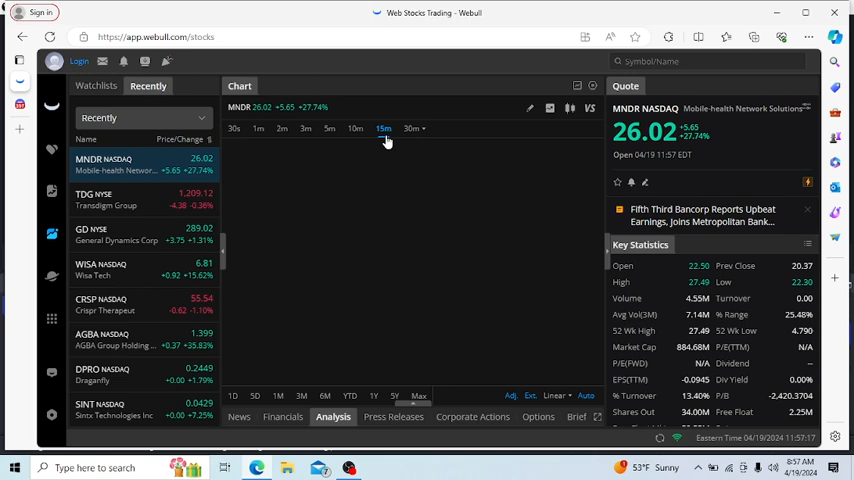 Sign in
Web Stocks Trading - Webull
https://app.webull.com/stocks
Login
Symbol/Name
Watchlists Recently
Chart
Quote
Recently
Name Price/Change
MNDR 26.02 +5.65 +27.74%
VS
30s 1m 2m 3m 5m 10m 15m 30m
MNDR NASDAQ 26.02
Mobile-health Networ... +5.65 +27.74%
TDG NYSE 1,209.12
Transdigm Group -4.38 -0.36%
GD NYSE 289.02
General Dynamics Corp +3.75 +1.31%
WISA NASDAQ 6.81
Wisa Tech +0.92 +15.62%
CRSP NASDAQ 55.54
Crispr Therapeut -0.62 -1.10%
AGBA NASDAQ 1.399
AGBA Group Holding ... +0.37 +35.83%
DPRO NASDAQ 0.2449
Draganfly +0.00 +1.79%
SINT NASDAQ 0.0429
Sintx Technologies Inc +0.00 +7.25%
1D 5D 1M 3M 6M YTD 1Y 5Y Max
Adj. Ext. Linear Auto
News Financials Analysis Press Releases Corporate Actions Options Brief
MNDR NASDAQ Mobile-health Network Solutions
26.02 +5.65
+27.74%
Open 04/19 11:57 EDT
Fifth Third Bancorp Reports Upbeat
Earnings, Joins Metropolitan Bank...
Key Statistics
Open 22.50 Prev Close 20.37
High 27.49 Low 22.30
Volume 4.55M Turnover 0.00
Avg Vol(3M) 7.14M % Range 25.48%
52 Wk High 27.49 52 Wk Low 4.790
Market Cap 884.68M P/E(TTM) N/A
P/E(FWD) N/A Dividend --
EPS(TTM) -0.0945 Div Yield 0.00%
% Turnover 13.40% P/B -2,420.3704
Shares Out 34.00M Free Float 2.25M
Eastern Time 04/19/2024 11:57:17
Type here to search
7
53°F Sunny
8:57 AM
4/19/2024